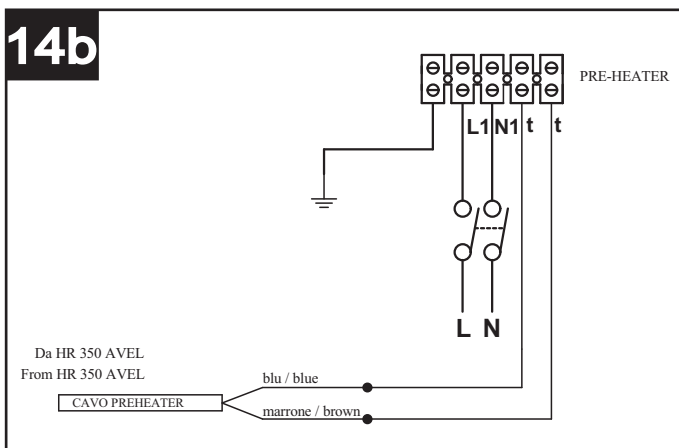 14b
PRE-HEATER
L1 N1 t t
L N
Da HR 350 AVEL
From HR 350 AVEL
CAVO PREHEATER
blu / blue
marrone / brown